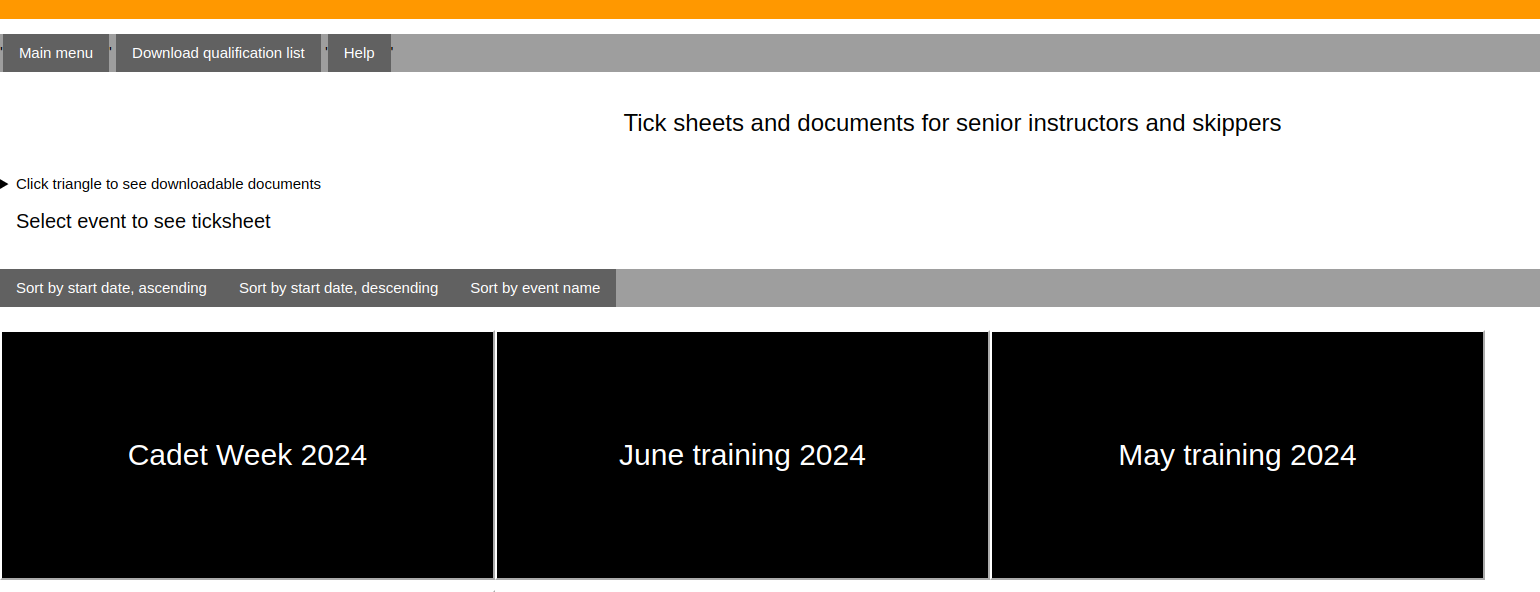 ' Main menu ' Download qualification list ' Help '
Tick sheets and documents for senior instructors and skippers
Click triangle to see downloadable documents
Select event to see ticksheet
Sort by start date, ascending Sort by start date, descending Sort by event name
Cadet Week 2024 June training 2024 May training 2024